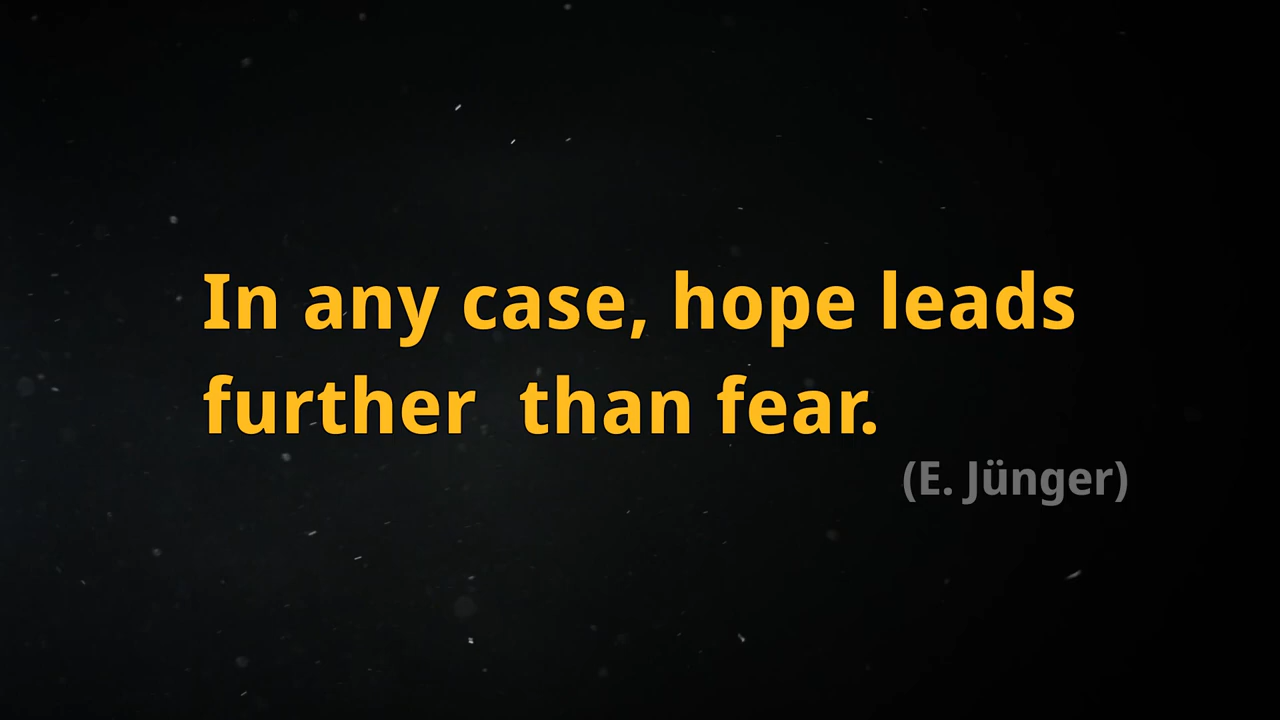 In any case, hope leads
further  than fear.
(E. Jünger)